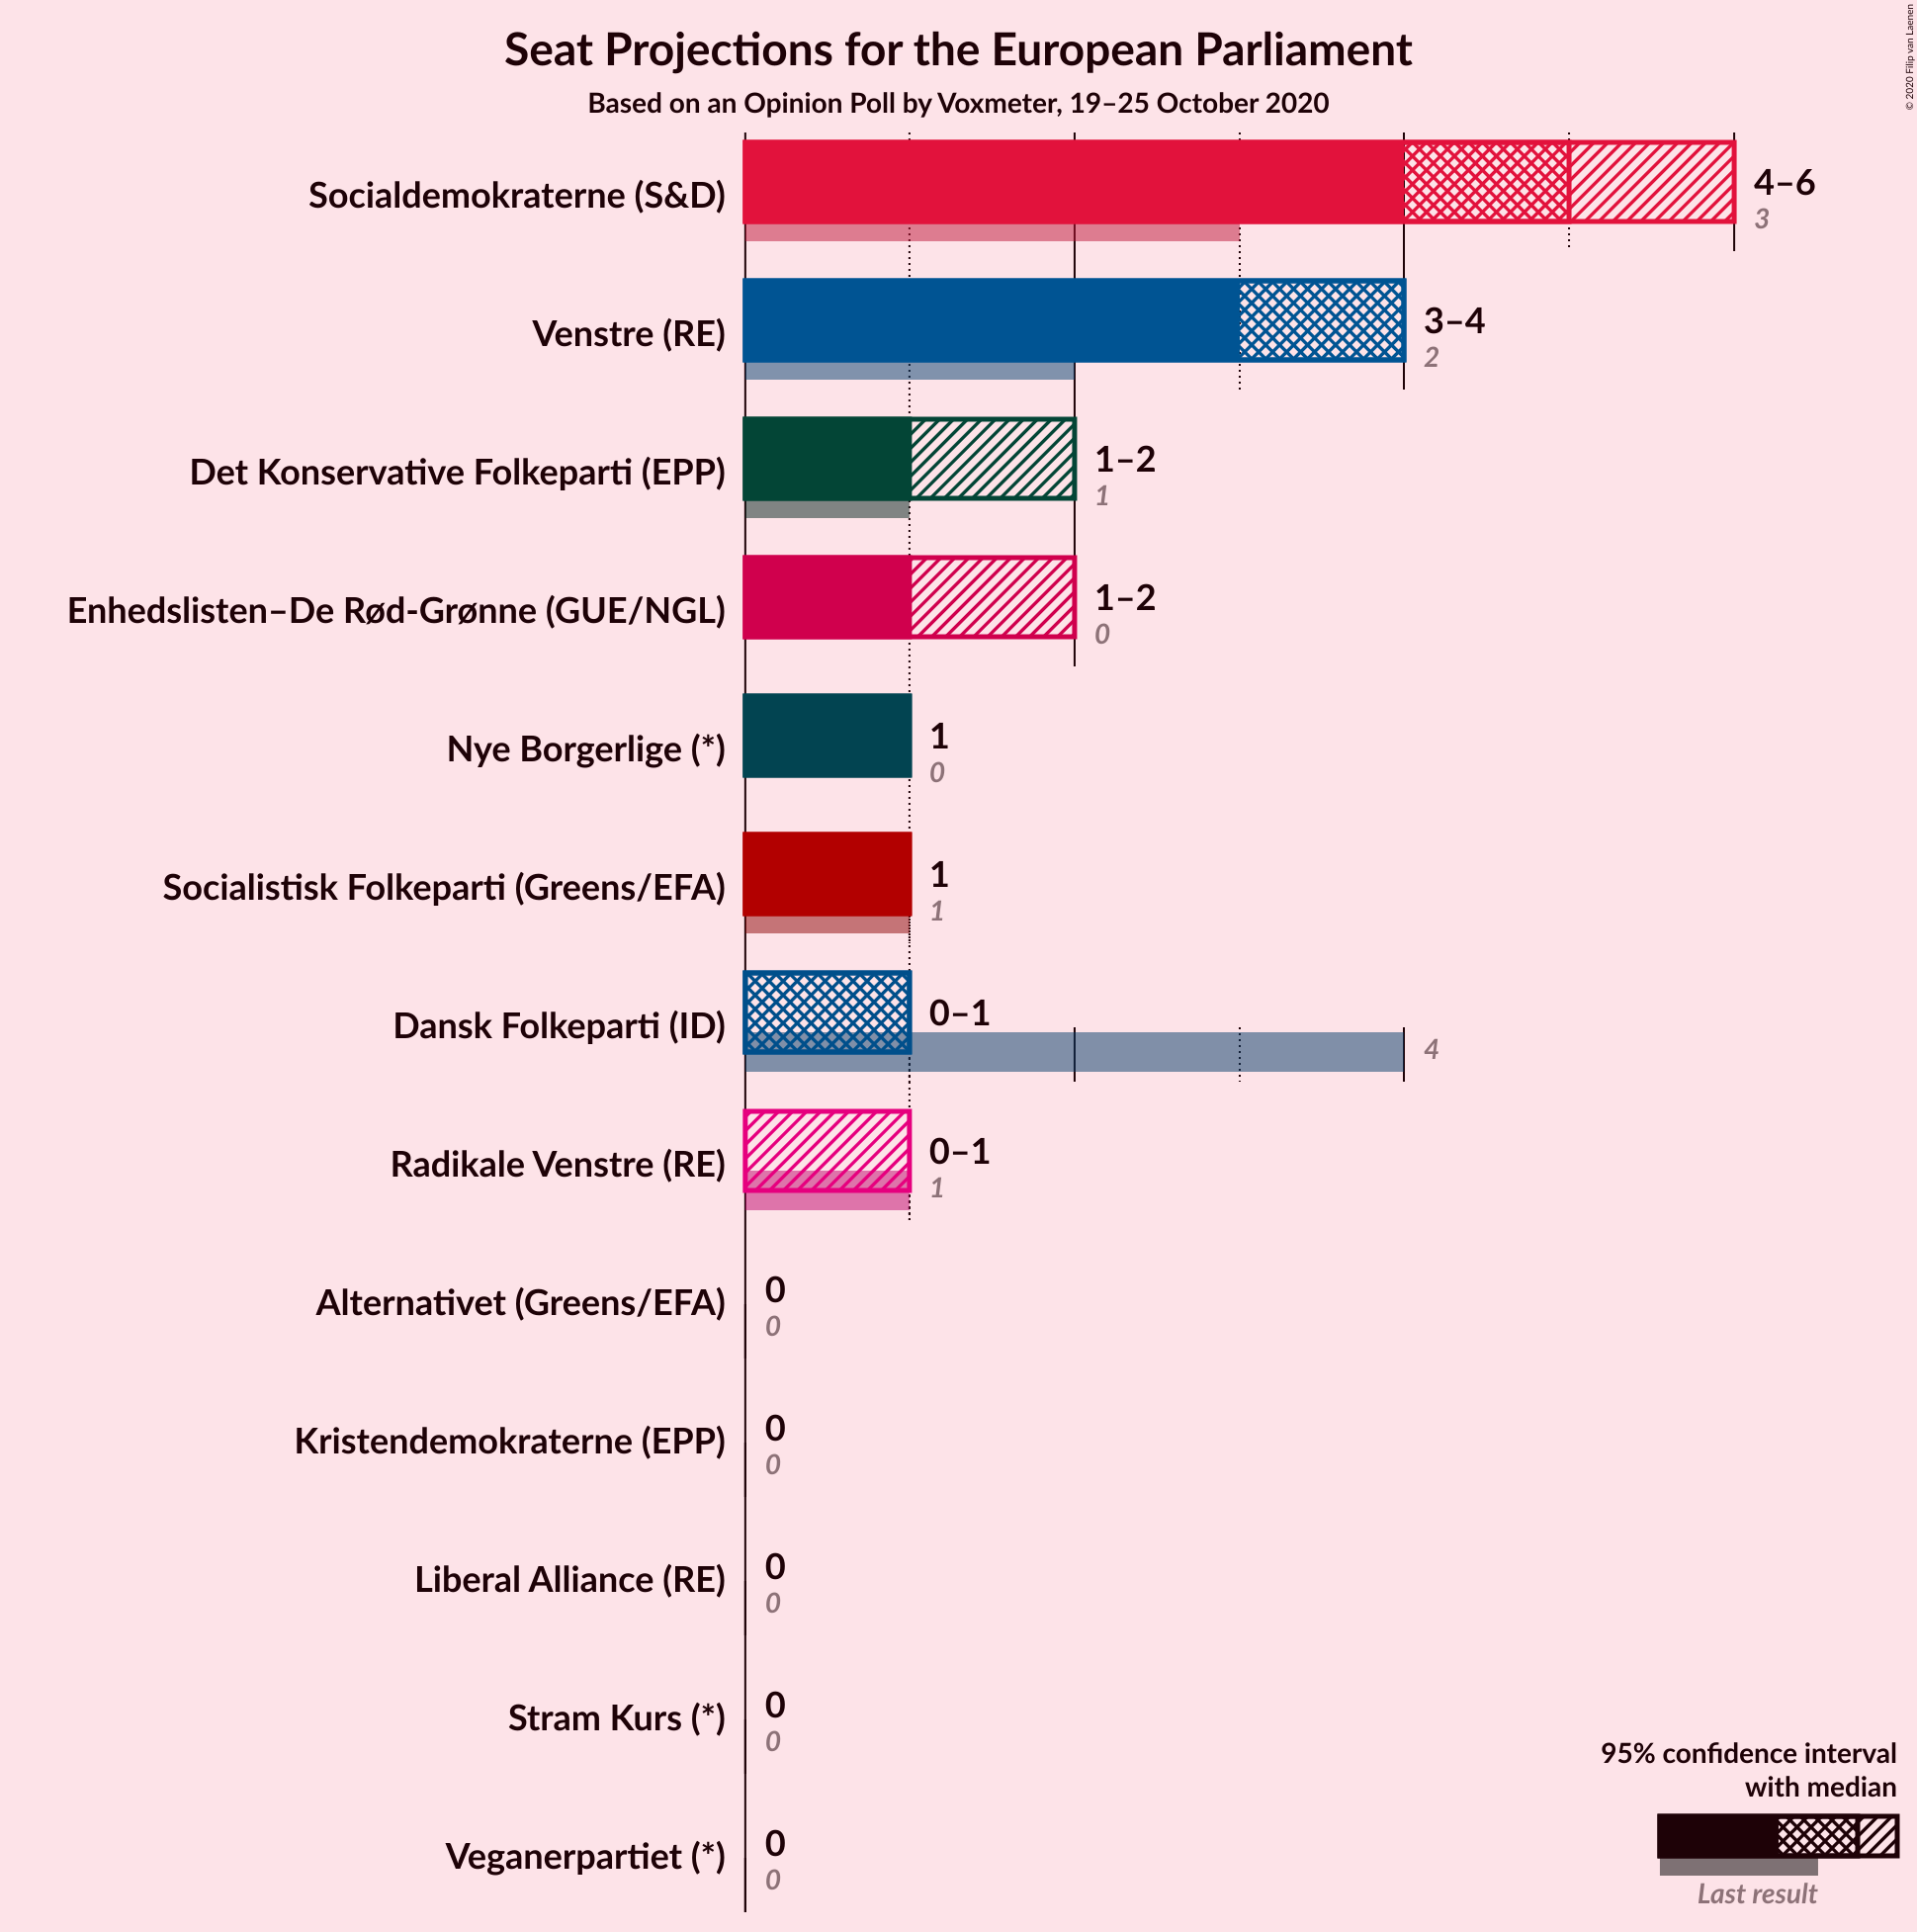 Seat Projections for the European Parliament
Based on an Opinion Poll by Voxmeter, 19–25 October 2020
© 2020 Filip van Laenen
Socialdemokraterne (S&D)
4–6
3
Venstre (RE)
3–4
2
Det Konservative Folkeparti (EPP)
1–2
1
Enhedslisten–De Rød-Grønne (GUE/NGL)
1–2
0
Nye Borgerlige (*)
1
0
Socialistisk Folkeparti (Greens/EFA)
1
1
Dansk Folkeparti (ID)
0–1
4
Radikale Venstre (RE)
0–1
1
Alternativet (Greens/EFA)
0
0
Kristendemokraterne (EPP)
0
0
Liberal Alliance (RE)
0
0
Stram Kurs (*)
0
0
Veganerpartiet (*)
0
0
95% confidence interval
with median
Last result